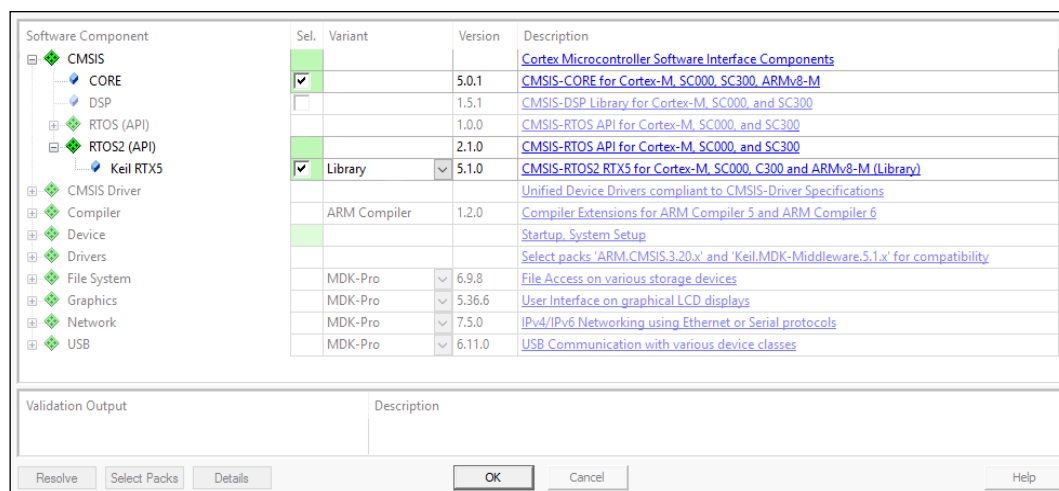 Software Component Sel. Variant Version Description
CMSIS Cortex Microcontroller Software Interface Components
CORE 5.0.1 CMSIS-CORE for Cortex-M, SC000, SC300, ARMv8-M
DSP 1.5.1 CMSIS-DSP Library for Cortex-M, SC000, and SC300
RTOS (API) 1.0.0 CMSIS-RTOS API for Cortex-M, SC000, and SC300
RTOS2 (API) 2.1.0 CMSIS-RTOS API for Cortex-M, SC000, and SC300
Keil RTX5 Library 5.1.0 CMSIS-RTOS2 RTX5 for Cortex-M, SC000, C300 and ARMv8-M (Library)
CMSIS Driver Unified Device Drivers compliant to CMSIS-Driver Specifications
Compiler ARM Compiler 1.2.0 Compiler Extensions for ARM Compiler 5 and ARM Compiler 6
Device Startup, System Setup
Drivers Select packs 'ARM.CMSIS.3.20.x' and 'Keil.MDK-Middleware.5.1.x' for compatibility
File System MDK-Pro 6.9.8 File Access on various storage devices
Graphics MDK-Pro 5.36.6 User Interface on graphical LCD displays
Network MDK-Pro 7.5.0 IPv4/IPv6 Networking using Ethernet or Serial protocols
USB MDK-Pro 6.11.0 USB Communication with various device classes
Validation Output Description
Resolve Select Packs Details OK Cancel Help